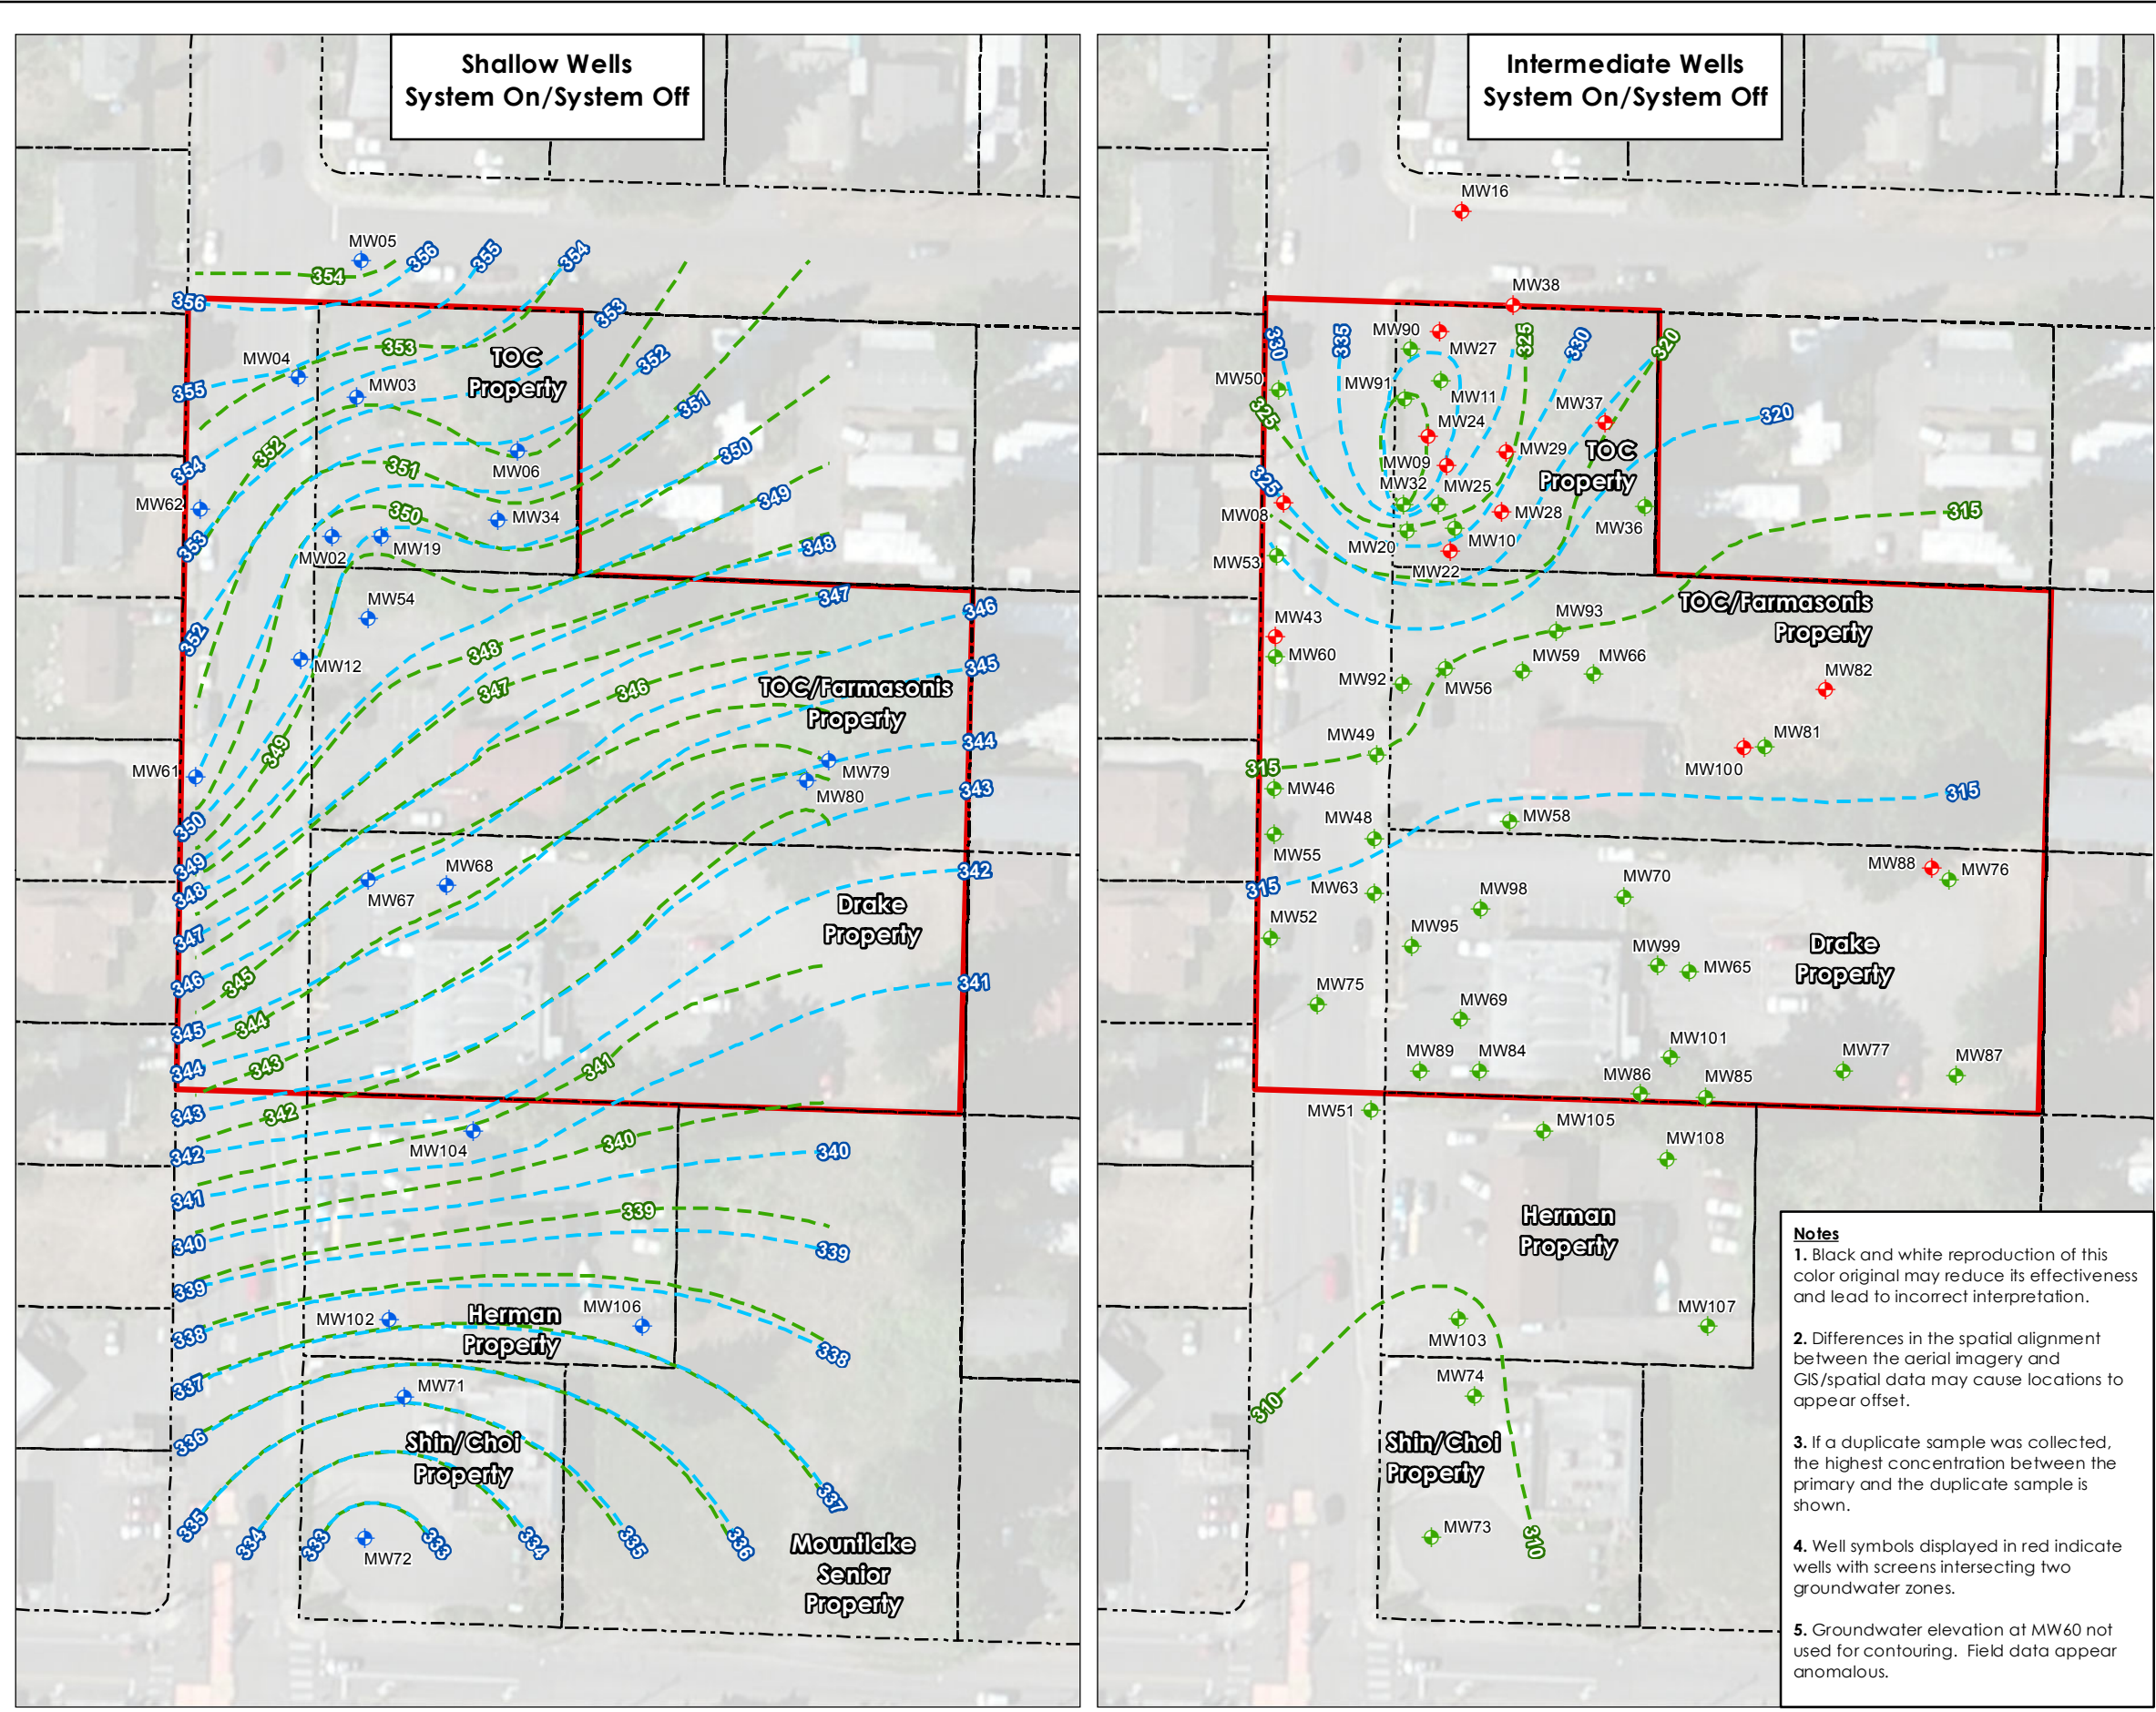 Shallow Wells
System On/System Off
MW05
354
356
355
354
356
353
MW04
353
TOC
Property
352
355
MW03
351
352
351
350
354
MW06
MW62
349
350
MW34
353
MW02
MW19
348
347
346
MW54
352
348
MW12
345
347
346
TOC/Farmasonis
Property
344
349
MW61
MW79
343
MW80
350
349
MW68
342
348
MW67
Drake
Property
347
346
345
341
345
344
344
343
341
343
342
340
340
342
MW104
341
339
340
339
339
338
MW102
Herman
Property
MW106
338
337
MW71
336
Shin/Choi
Property
337
335
334
333
333
334
335
336
MW72
Mountlake
Senior
Property
Intermediate Wells
System On/System Off
MW16
MW38
330
335
MW90
MW27
325
330
320
MW50
MW91
MW11
MW37
325
MW24
320
MW29
TOC
Property
MW09
325
MW32
MW25
MW08
MW28
MW36
315
MW20
MW10
MW53
MW22
MW93
TOC/Farmasonis
Property
MW43
MW60
MW59
MW66
MW92
MW56
MW82
MW49
MW81
315
MW100
MW46
315
MW48
MW58
MW55
315
MW63
MW98
MW70
MW88
MW76
MW52
MW95
MW99
MW65
Drake
Property
MW75
MW69
MW101
MW89
MW84
MW86
MW85
MW77
MW87
MW51
MW105
MW108
Herman
Property
MW103
MW107
MW74
310
Shin/Choi
Property
MW73
310
Notes
1. Black and white reproduction of this
color original may reduce its effectiveness
and lead to incorrect interpretation.
2. Differences in the spatial alignment
between the aerial imagery and
GIS/spatial data may cause locations to
appear offset.
3. If a duplicate sample was collected,
the highest concentration between the
primary and the duplicate sample is
shown.
4. Well symbols displayed in red indicate
wells with screens intersecting two
groundwater zones.
5. Groundwater elevation at MW60 not
used for contouring. Field data appear
anomalous.